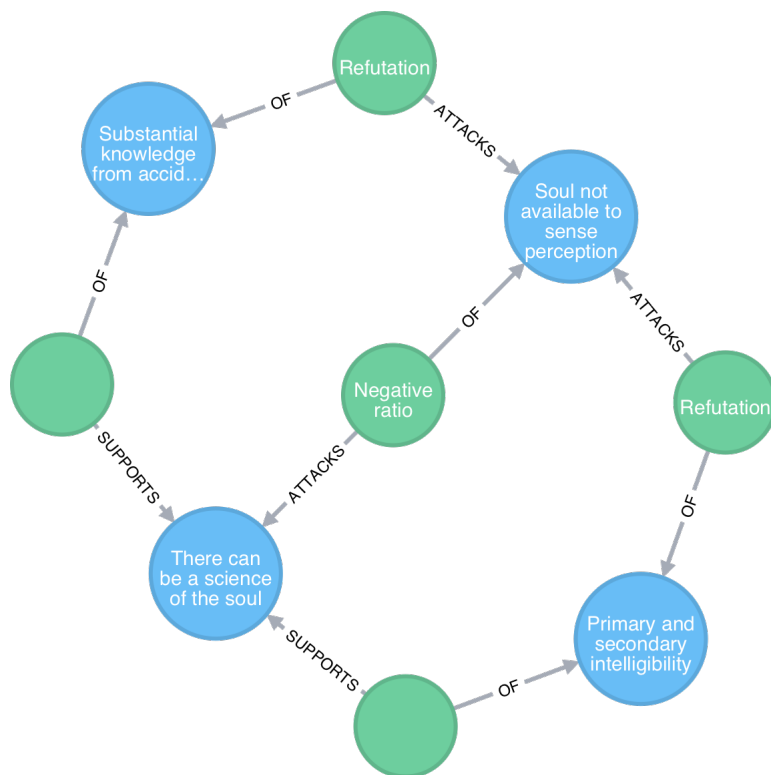 Refutation
OF
ATTACKS
Substantial
knowledge
from accid...
Soul not
available to
sense
perception
OF
OF
ATTACKS
Negative
ratio
Refutation
SUPPORTS
ATTACKS
OF
There can
be a science
of the soul
Primary and
secondary
intelligibility
SUPPORTS
OF